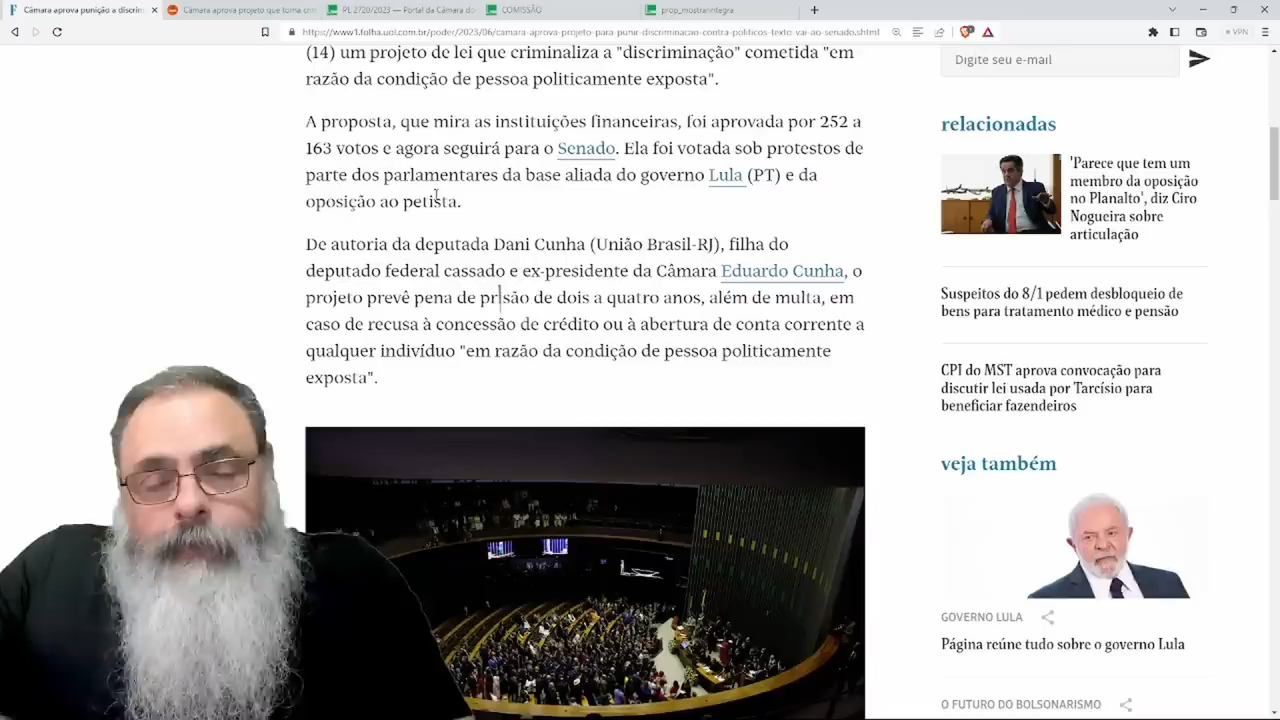 Câmara aprova punição a discrim
Câmara aprova projeto que torna crim
PL 2720/2023 — Portal da Câmara do
COMISSÃO
prop_mostrarintegra
https://www1.folha.uol.com.br/poder/2023/06/camara-aprova-projeto-para-punir-discriminacao-contra-politicos-texto-vai-ao-senado.shtml
VPN
(14) um projeto de lei que criminaliza a "discriminação" cometida "em
razão da condição de pessoa politicamente exposta".
A proposta, que mira as instituições financeiras, foi aprovada por 252 a
163 votos e agora seguirá para o Senado. Ela foi votada sob protestos de
parte dos parlamentares da base aliada do governo Lula (PT) e da
oposição ao petista.
De autoria da deputada Dani Cunha (União Brasil-RJ), filha do
deputado federal cassado e ex-presidente da Câmara Eduardo Cunha, o
projeto prevê pena de prisão de dois a quatro anos, além de multa, em
caso de recusa à concessão de crédito ou à abertura de conta corrente a
qualquer indivíduo "em razão da condição de pessoa politicamente
exposta".
Digite seu e-mail
relacionadas
'Parece que tem um
membro da oposição
no Planalto', diz Ciro
Nogueira sobre
articulação
Suspeitos do 8/1 pedem desbloqueio de
bens para tratamento médico e pensão
CPI do MST aprova convocação para
discutir lei usada por Tarcísio para
beneficiar fazendeiros
veja também
GOVERNO LULA
Página reúne tudo sobre o governo Lula
O FUTURO DO BOLSONARISMO